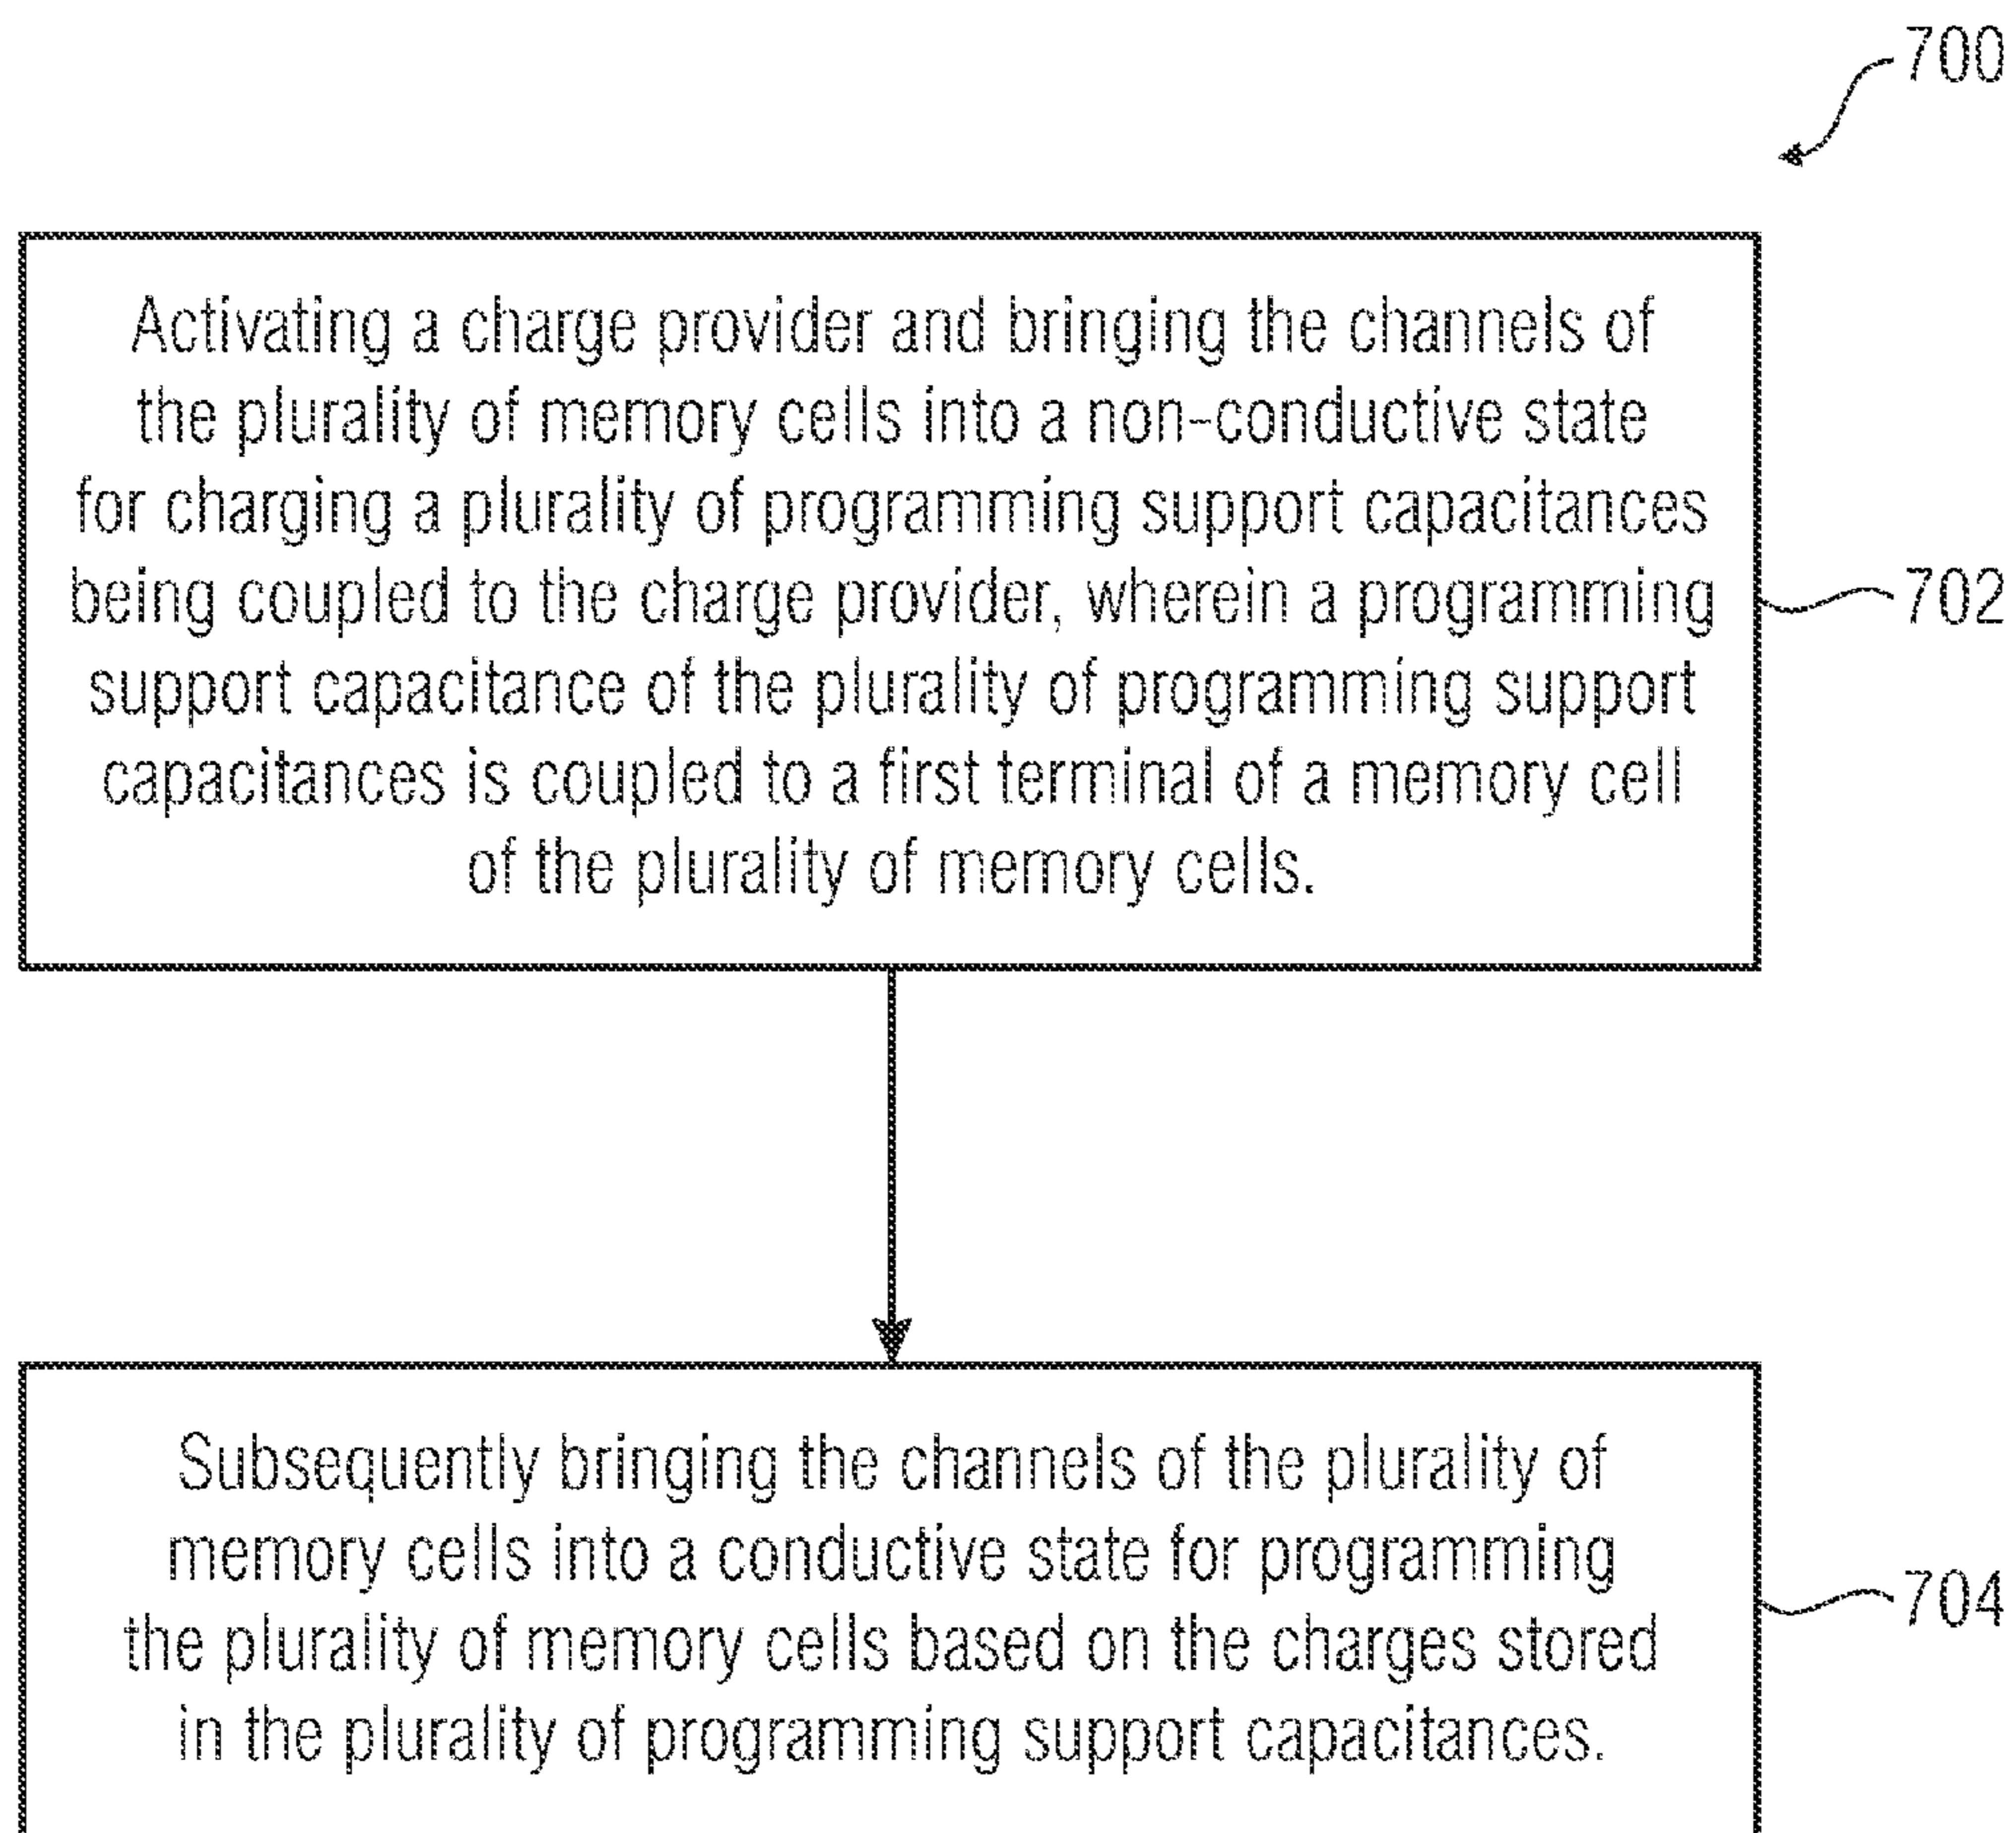 700
Activating a charge provider and bringing the channels of
the plurality of memory cells into a non-conductive state
for charging a plurality of programming support capacitances
being coupled to the charge provider, wherein a programming
support capacitance of the plurality of programming support
capacitances is coupled to a first terminal of a memory cell
of the plurality of memory cells.
702
Subsequently bringing the channels of the plurality of
memory cells into a conductive state for programming
the plurality of memory cells based on the charges stored
in the plurality of programming support capacitances.
704